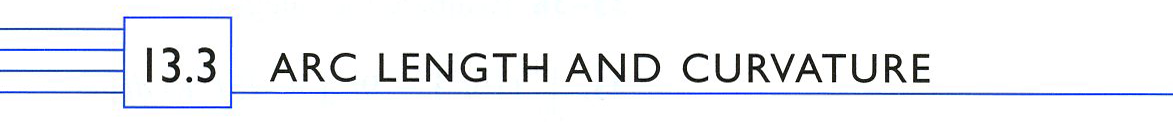 13.3 ARC LENGTH AND CURVATURE